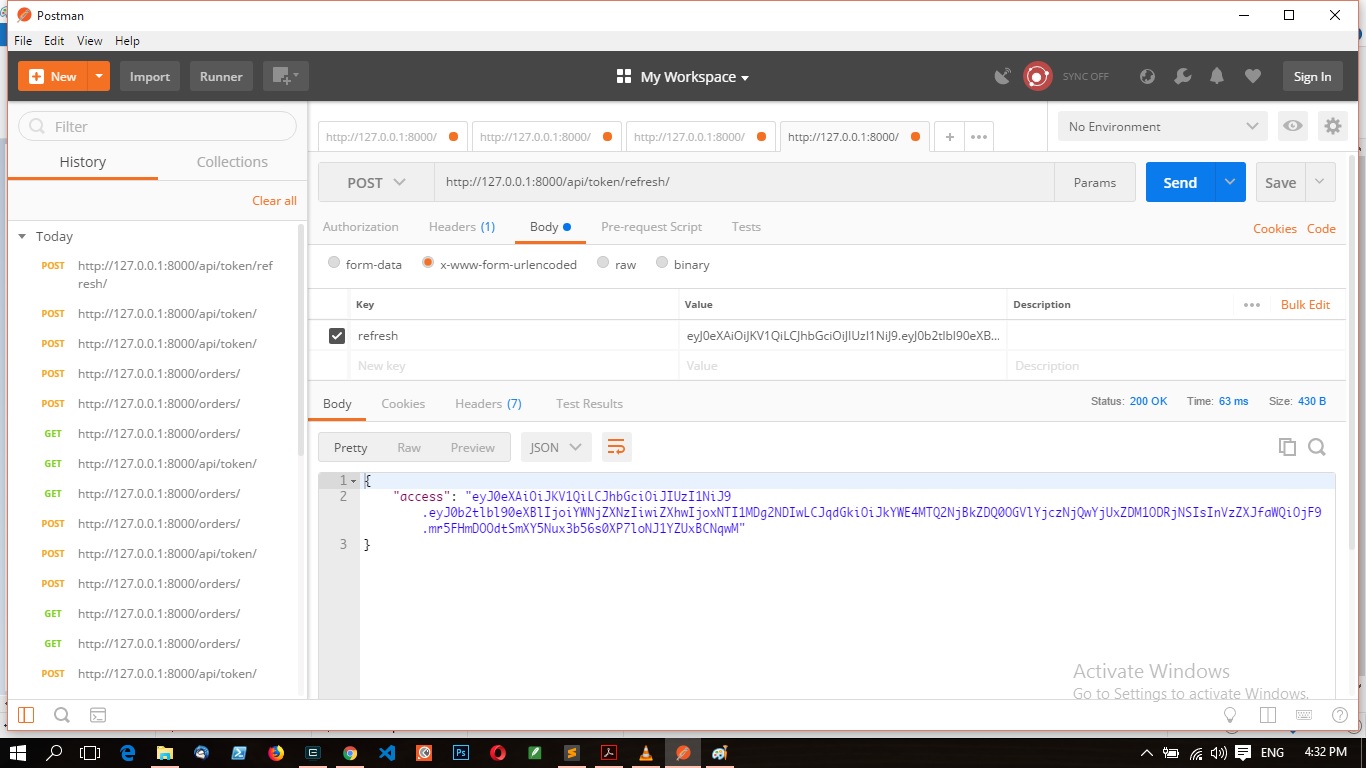 Postman
File Edit View Help
New Import Runner My Workspace SYNC OFF Sign In
Filter
History Collections
Clear all
Today
POST http://127.0.0.1:8000/api/token/ref
resh/
POST http://127.0.0.1:8000/api/token/
POST http://127.0.0.1:8000/api/token/
POST http://127.0.0.1:8000/orders/
POST http://127.0.0.1:8000/orders/
GET http://127.0.0.1:8000/orders/
GET http://127.0.0.1:8000/api/token/
GET http://127.0.0.1:8000/orders/
POST http://127.0.0.1:8000/orders/
POST http://127.0.0.1:8000/api/token/
POST http://127.0.0.1:8000/orders/
GET http://127.0.0.1:8000/orders/
GET http://127.0.0.1:8000/orders/
POST http://127.0.0.1:8000/api/token/
http://127.0.0.1:8000/ http://127.0.0.1:8000/ http://127.0.0.1:8000/ http://127.0.0.1:8000/ + ••• No Environment
POST http://127.0.0.1:8000/api/token/refresh/ Params Send Save
Authorization Headers (1) Body Pre-request Script Tests Cookies Code
form-data x-www-form-urlencoded raw binary
Key Value Description ••• Bulk Edit
refresh eyJ0eXAiOiJKV1QiLCJhbGciOiJIUzI1NiJ9.eyJ0b2tlbl90eXB...
New key Value Description
Body Cookies Headers (7) Test Results Status: 200 OK Time: 63 ms Size: 430 B
Pretty Raw Preview JSON
1 {
2 "access": "eyJ0eXAiOiJKV1QiLCJhbGciOiJIUzI1NiJ9
.eyJ0b2tlbl90eXBlIjoiYWNjZXNzIiwiZXhwIjoxNTI1MDg2NDIwLCJqdGkiOiJkYWE4MTQ2NjBkZDQ0OGVlYjczNjQwYjUxZDM1ODRjNSIsInVzZXJfaWQiOjF9
.mr5FHmDOOdtSmXY5Nux3b56s0XP7loNJ1YZUxBCNqwM"
3 }
Activate Windows
Go to Settings to activate Windows.
ENG 4:32 PM